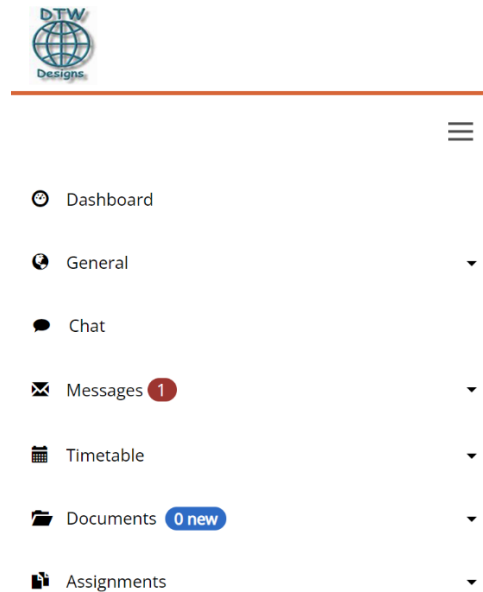 DTW
Designs
Dashboard
General
Chat
Messages 1
Timetable
Documents 0 new
Assignments